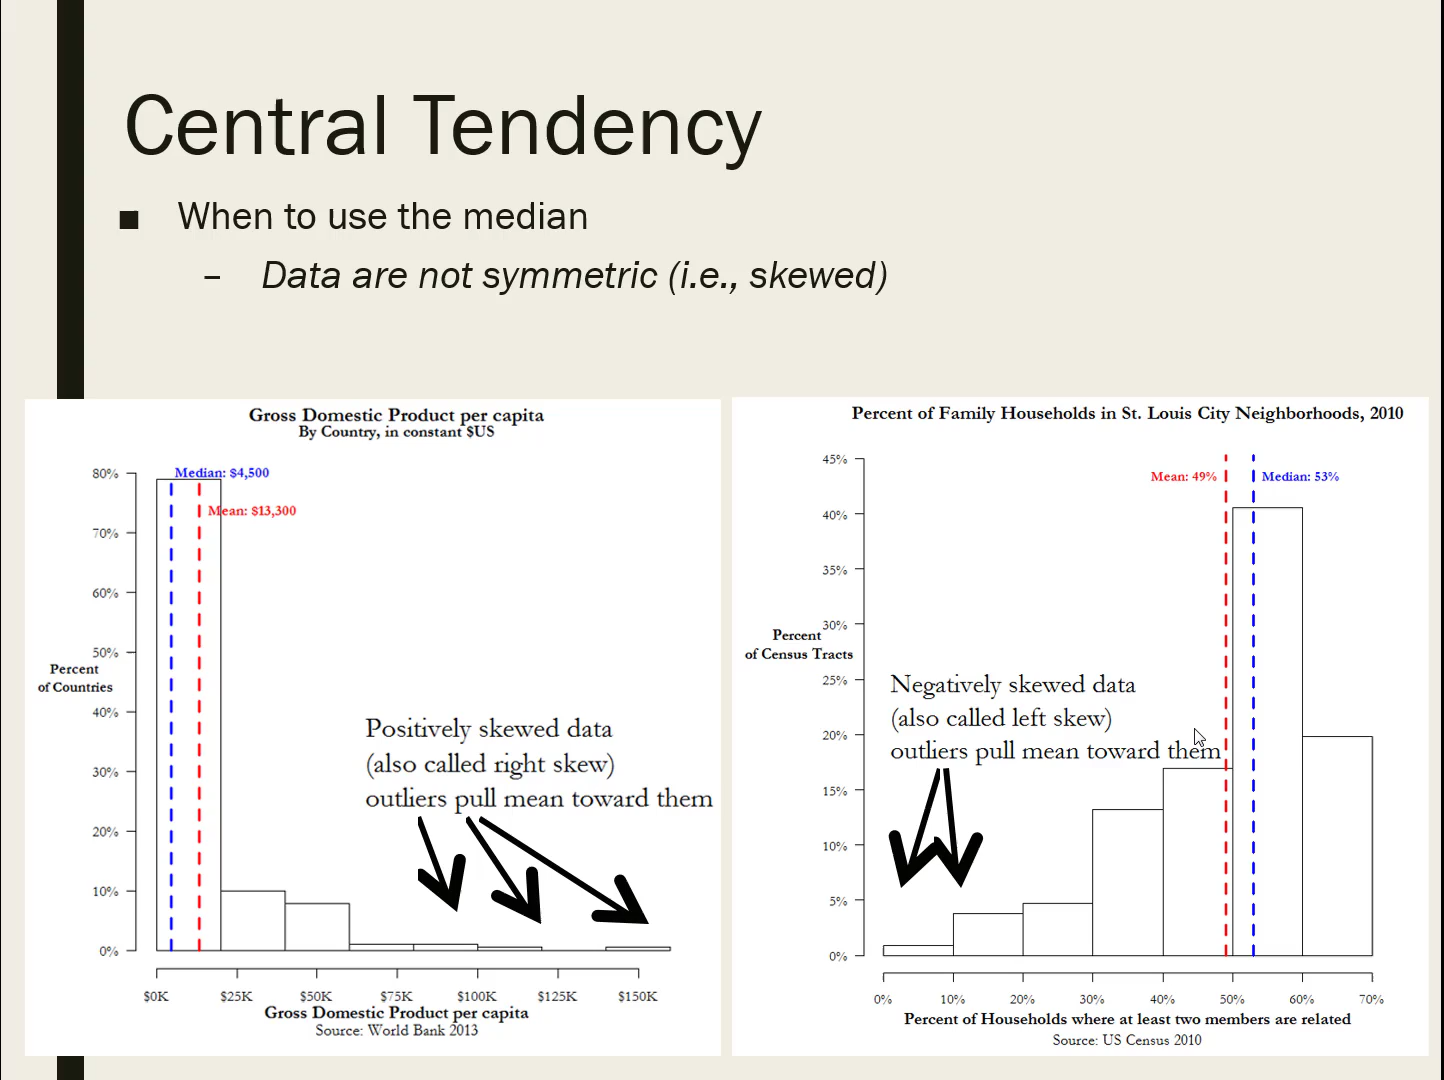 Central Tendency
■ When to use the median
– Data are not symmetric (i.e., skewed)
Gross Domestic Product per capita
By Country, in constant $US
Median: $4,500
Mean: $13,300
80%
70%
60%
50%
40%
30%
20%
10%
0%
Percent
of Countries
Positively skewed data
(also called right skew)
outliers pull mean toward them
$0K $25K $50K $75K $100K $125K $150K
Gross Domestic Product per capita
Source: World Bank 2013
Percent of Family Households in St. Louis City Neighborhoods, 2010
Mean: 49%
Median: 53%
45%
40%
35%
30%
25%
20%
15%
10%
5%
0%
Percent
of Census Tracts
Negatively skewed data
(also called left skew)
outliers pull mean toward them
0% 10% 20% 30% 40% 50% 60% 70%
Percent of Households where at least two members are related
Source: US Census 2010